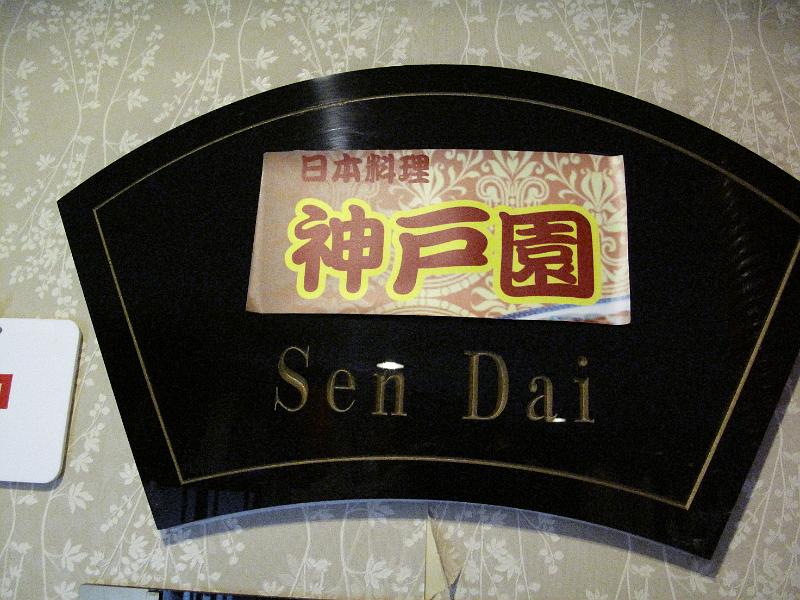 日本料理
神戸園
Sen Dai